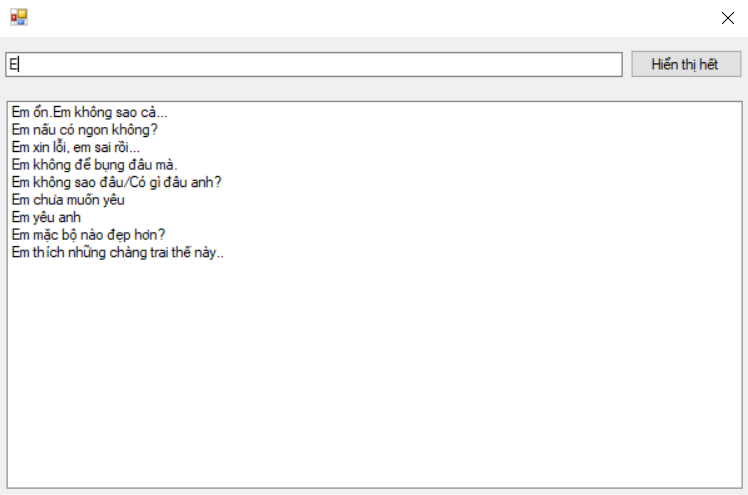 E
Hiển thị hết
Em ổn.Em không sao cả...
Em nấu có ngon không?
Em xin lỗi, em sai rồi...
Em không để bụng đâu mà.
Em không sao đâu/Có gì đâu anh?
Em chưa muốn yêu
Em yêu anh
Em mặc bộ nào đẹp hơn?
Em thích những chàng trai thế này..